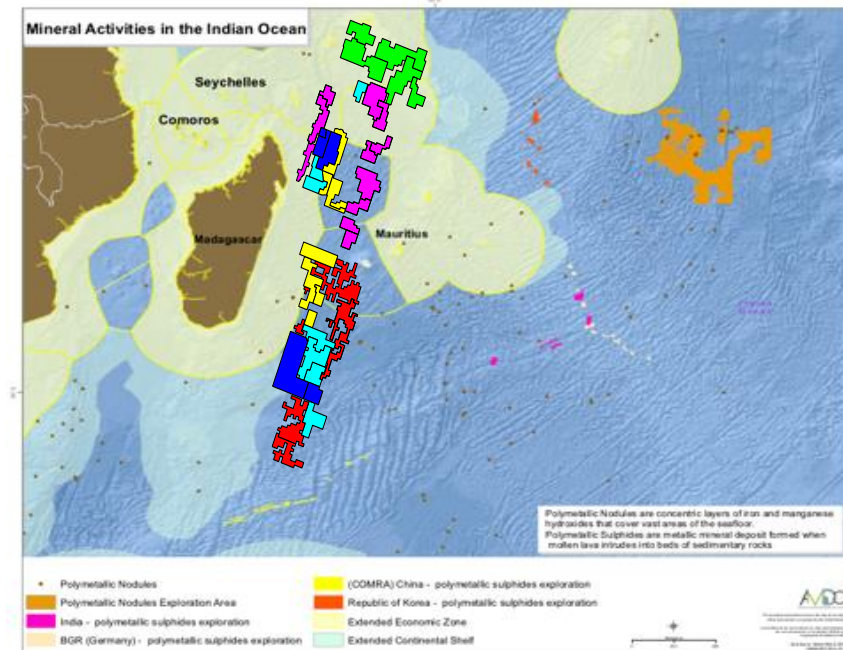 Mineral Activities in the Indian Ocean
Seychelles
Comoros
Madagascar
Mauritius
Polymetallic Nodules are concentric layers of iron and manganese
hydroxides that cover vast areas of the seafloor.
Polymetallic Sulphides are metallic mineral deposit formed when
molten lava intrudes into beds of sedimentary rocks
Polymetallic Nodules
Polymetallic Nodules Exploration Area
India - polymetallic sulphides exploration
BGR (Germany) - polymetallic sulphides exploration
(COMRA) China - polymetallic sulphides exploration
Republic of Korea - polymetallic sulphides exploration
Extended Economic Zone
Extended Continental Shelf